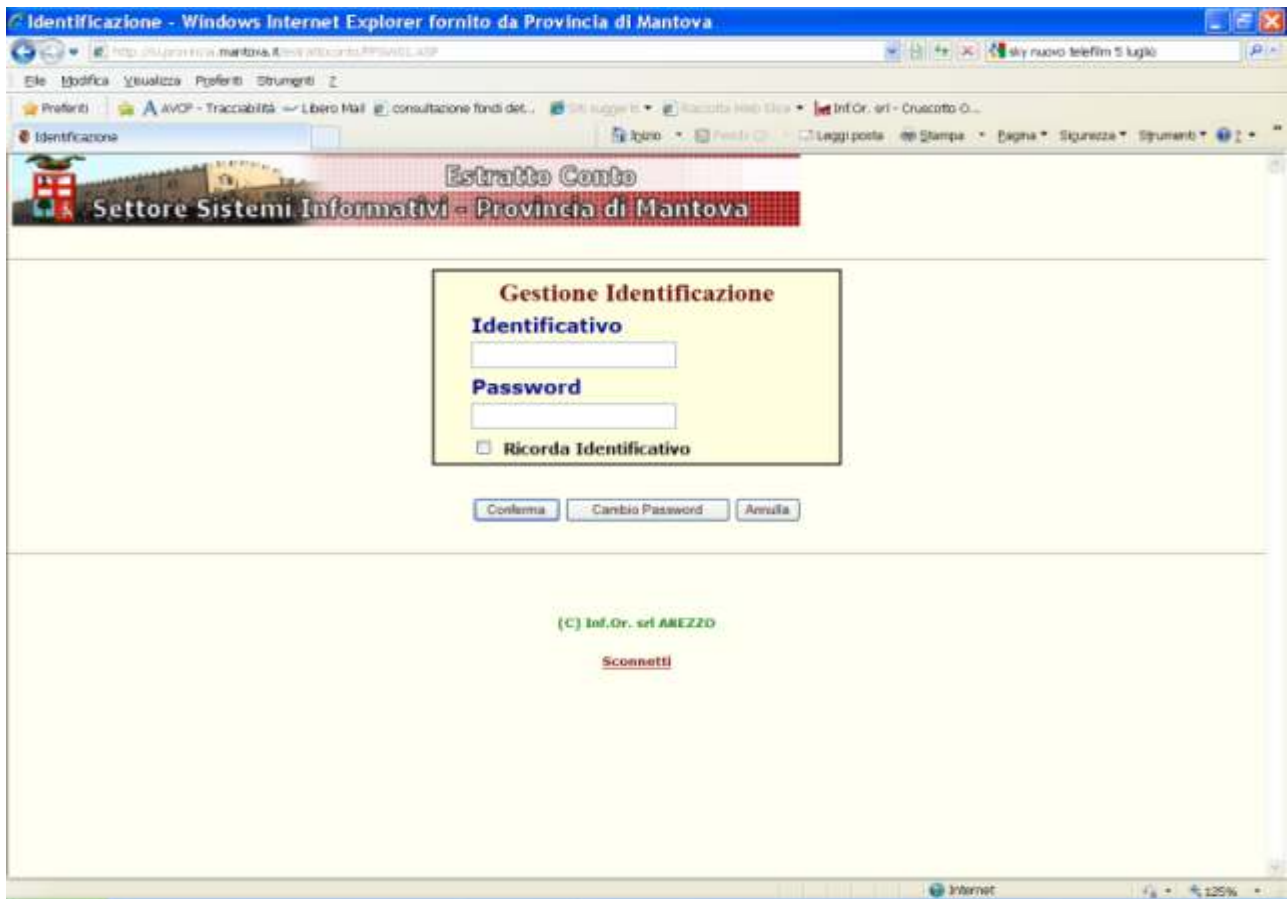 Identificazione - Windows Internet Explorer fornito da Provincia di Mantova
mantova.it
sky nuovo telefilm 5 luglio
File Modifica Visualizza Preferiti Strumenti ?
Preferiti AVCP - Tracciabilità Libero Mail consultazione fondi det... Inf.Or. srl - Cruscotto O...
Identificazione Inizio Leggi posta Stampa Pagina Sicurezza Strumenti
Estratto Conto
Settore Sistemi Informativi - Provincia di Mantova
Gestione Identificazione
Identificativo
Password
Ricorda Identificativo
Conferma Cambio Password Annulla
(C) Inf.Or. srl AREZZO
Sconnetti
Internet 125%